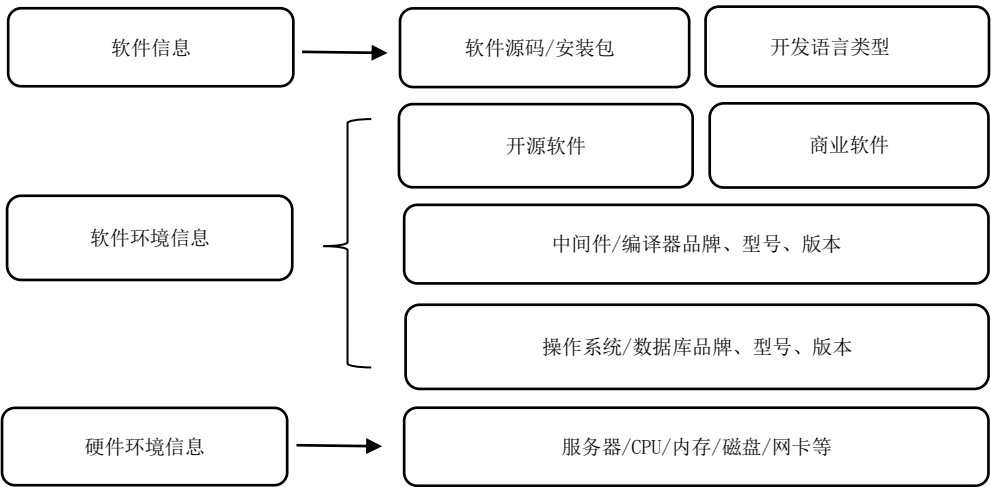 软件信息
软件源码/安装包
开发语言类型
开源软件
商业软件
软件环境信息
中间件/编译器品牌、型号、版本
操作系统/数据库品牌、型号、版本
硬件环境信息
服务器/CPU/内存/磁盘/网卡等